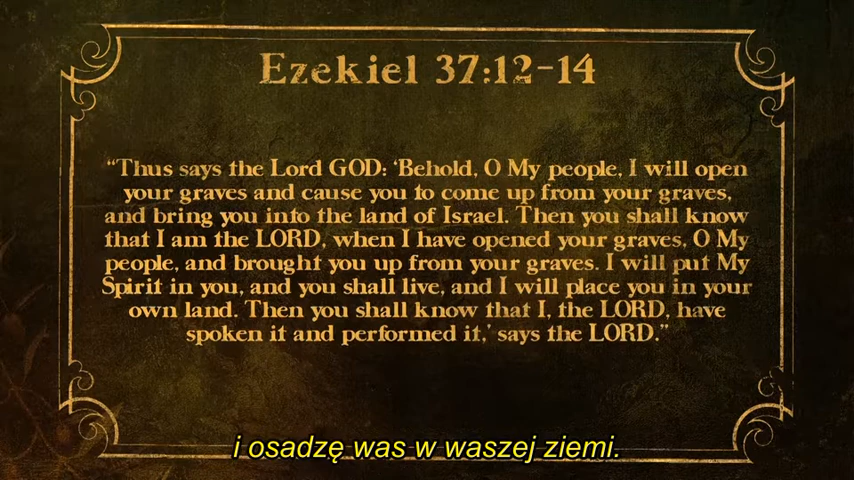 Ezekiel 37:12-14
"Thus says the Lord GOD: 'Behold, O My people, I will open
your graves and cause you to come up from your graves,
and bring you into the land of Israel. Then you shall know
that I am the LORD, when I have opened your graves, O My
people, and brought you up from your graves. I will put My
Spirit in you, and you shall live, and I will place you in your
own land. Then you shall know that I, the LORD, have
spoken it and performed it,' says the LORD."
i osadzę was w waszej ziemi.